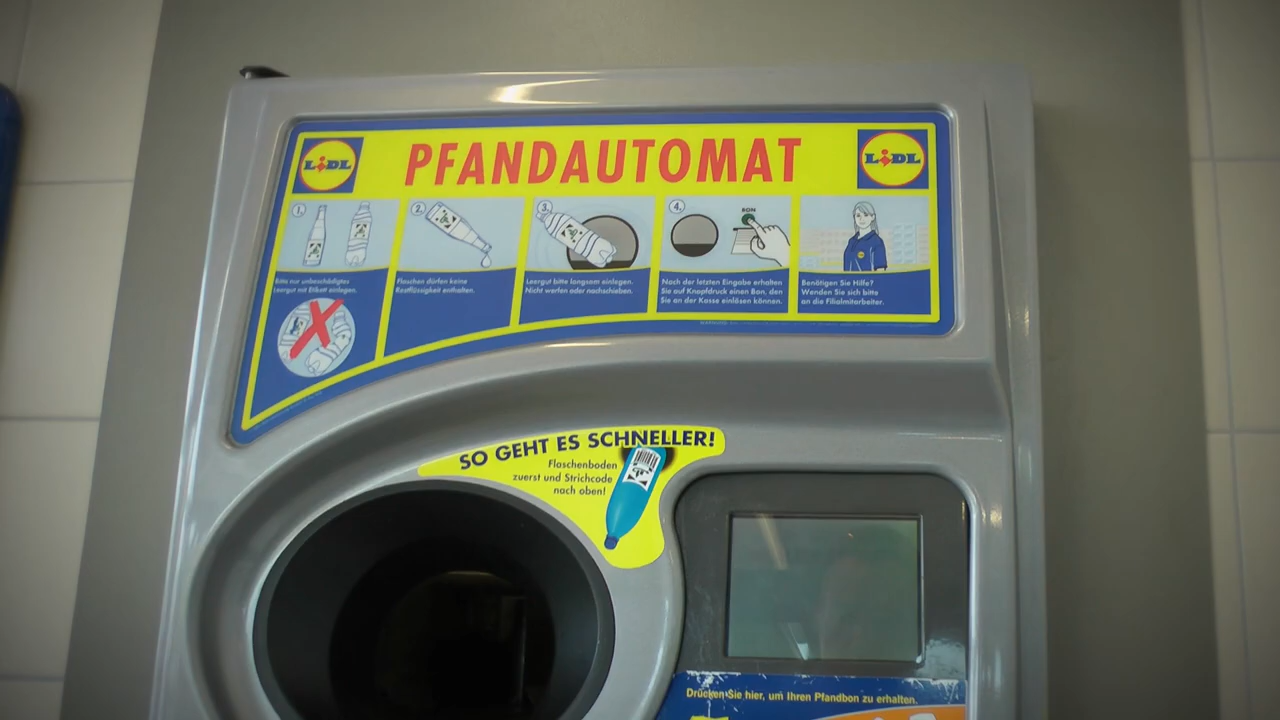 LIDL
PFANDAUTOMAT
LIDL
1.
2.
3.
4.
BON
Bitte nur unbeschädigtes
Leergut mit Etikett einlegen.
Flaschen dürfen keine
Restflüssigkeit enthalten.
Leergut bitte langsam einlegen.
Nicht werfen oder nachschieben.
Nach der letzten Eingabe erhalten
Sie auf Knopfdruck einen Bon, den
Sie an der Kasse einlösen können.
Benötigen Sie Hilfe?
Wenden Sie sich bitte
an die Filialmitarbeiter.
SO GEHT ES SCHNELLER!
Flaschenboden
zuerst und Strichcode
nach oben!
Drücken Sie hier, um Ihren Pfandbon zu erhalten.